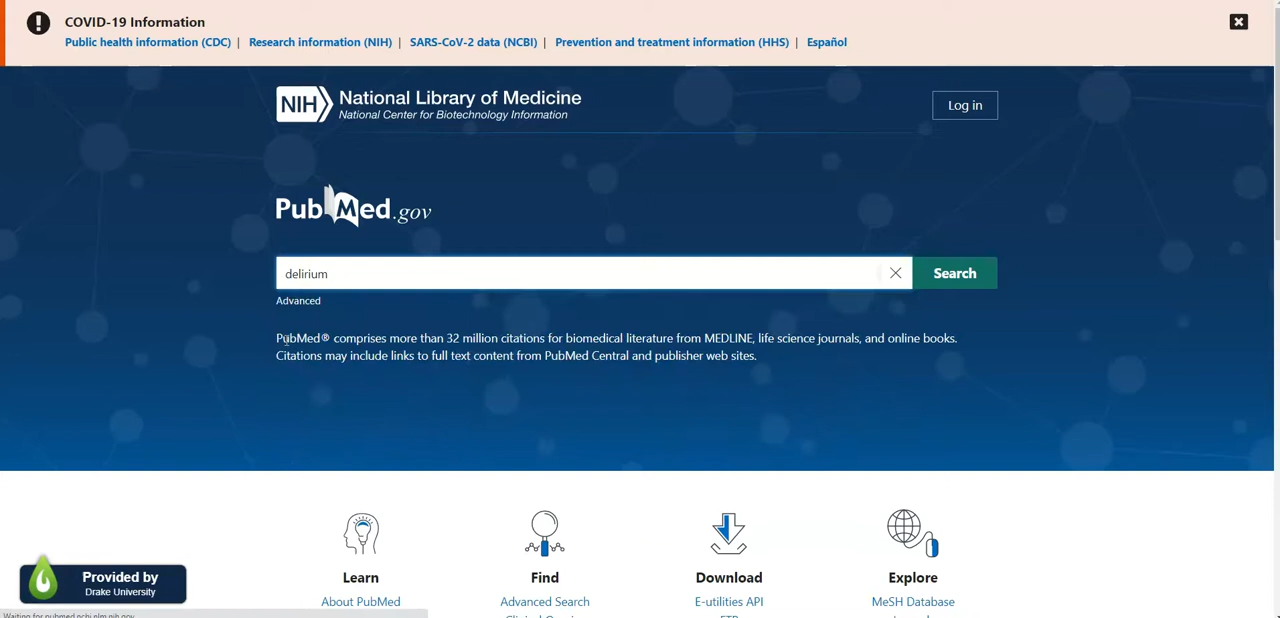 COVID-19 Information
Public health information (CDC) | Research information (NIH) | SARS-CoV-2 data (NCBI) | Prevention and treatment information (HHS) | Español
NIH National Library of Medicine
National Center for Biotechnology Information
Log in
PubMed.gov
delirium
Search
Advanced
PubMed® comprises more than 32 million citations for biomedical literature from MEDLINE, life science journals, and online books.
Citations may include links to full text content from PubMed Central and publisher web sites.
Learn
Find
Download
Explore
Provided by
Drake University
About PubMed
Advanced Search
E-utilities API
MeSH Database